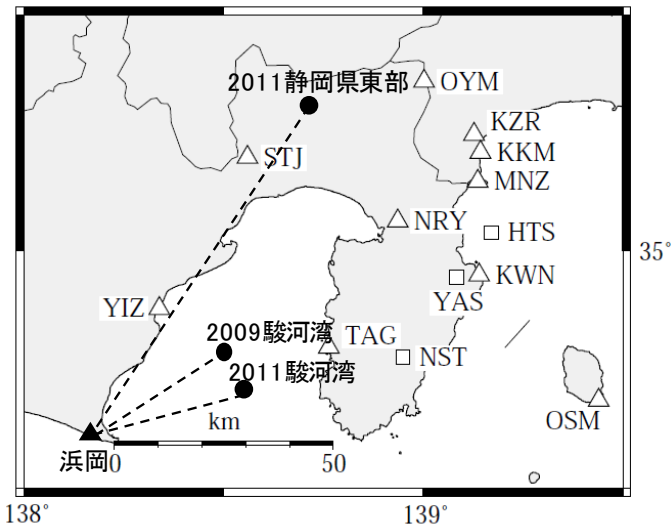 2011静岡県東部
OYM
KZR
KKM
STJ
MNZ
NRY
HTS
35°
KWN
YIZ
YAS
2009駿河湾
TAG
NST
2011駿河湾
OSM
km
浜岡
0
50
138°
139°